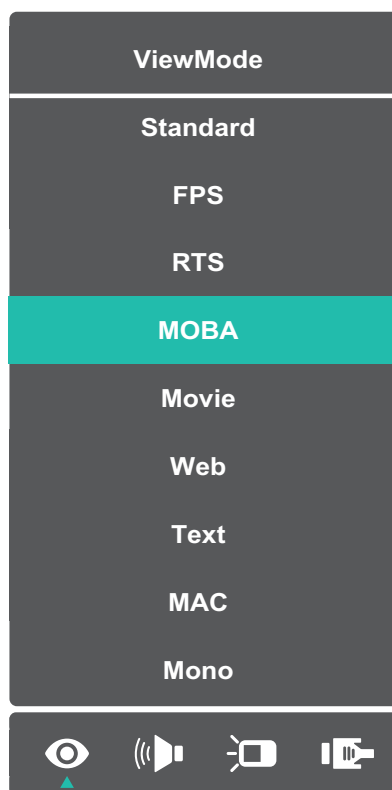 ViewMode
Standard
FPS
RTS
MOBA
Movie
Web
Text
MAC
Mono